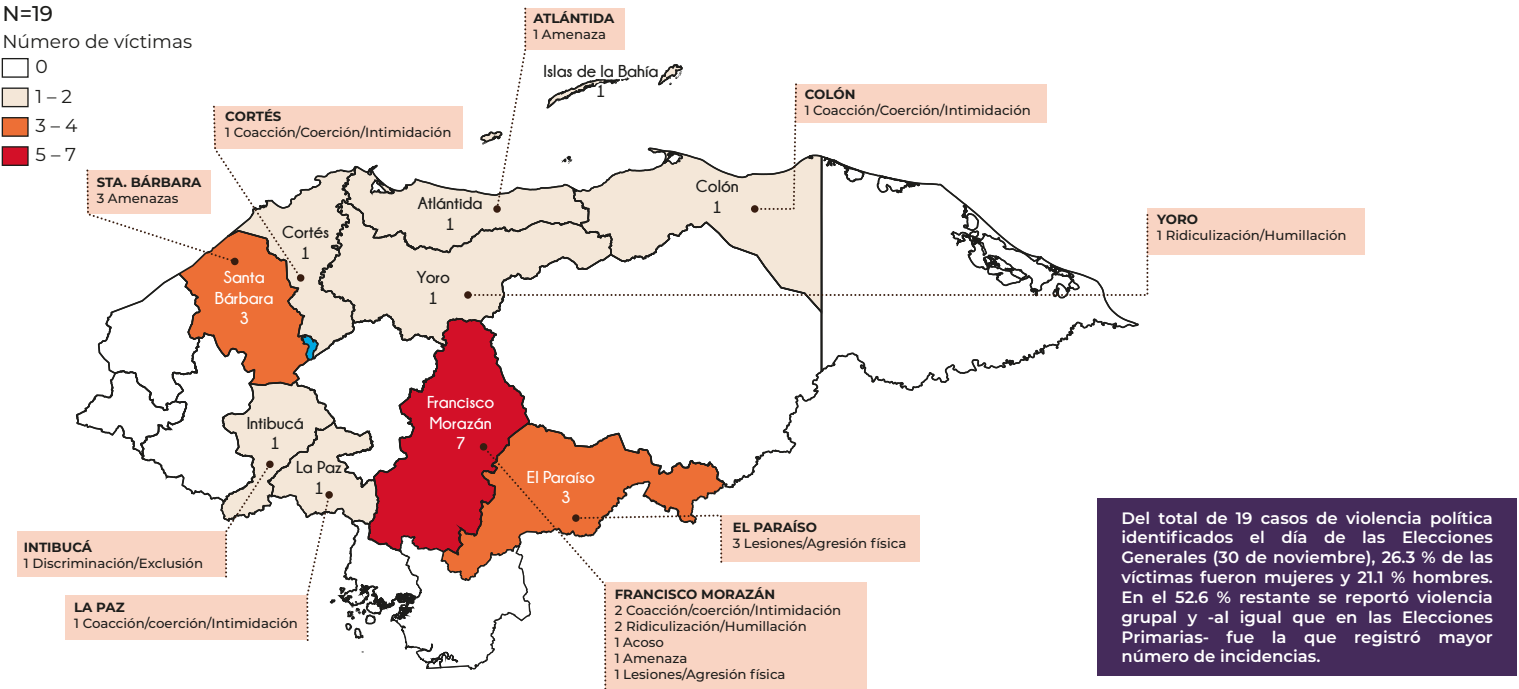 N=19
Número de víctimas
0
1 – 2
3 – 4
5 – 7
ATLÁNTIDA
1 Amenaza
Islas de la Bahía
1
COLÓN
1 Coacción/Coerción/Intimidación
CORTÉS
1 Coacción/Coerción/Intimidación
STA. BÁRBARA
3 Amenazas
YORO
1 Ridiculización/Humillación
Colón
1
Atlántida
1
Cortés
1
Yoro
1
Santa
Bárbara
3
Francisco
Morazán
7
Intibucá
1
La Paz
1
El Paraíso
3
INTIBUCÁ
1 Discriminación/Exclusión
LA PAZ
1 Coacción/coerción/Intimidación
EL PARAÍSO
3 Lesiones/Agresión física
FRANCISCO MORAZÁN
2 Coacción/coerción/Intimidación
2 Ridiculización/Humillación
1 Acoso
1 Amenaza
1 Lesiones/Agresión física
Del total de 19 casos de violencia política
identificados el día de las Elecciones
Generales (30 de noviembre), 26.3 % de las
víctimas fueron mujeres y 21.1 % hombres.
En el 52.6 % restante se reportó violencia
grupal y -al igual que en las Elecciones
Primarias- fue la que registró mayor
número de incidencias.